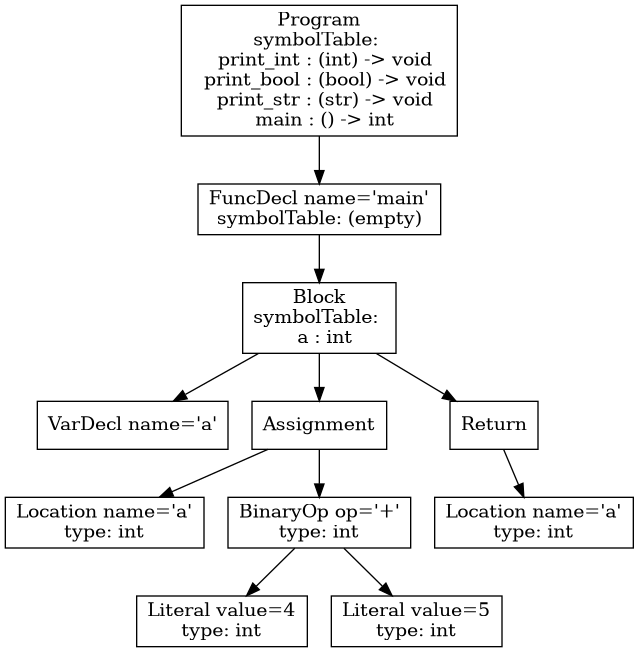 Program
symbolTable:
print_int : (int) -> void
print_bool : (bool) -> void
print_str : (str) -> void
main : () -> int
FuncDecl name='main'
symbolTable: (empty)
Block
symbolTable:
a : int
VarDecl name='a'
Assignment
Return
Location name='a'
type: int
BinaryOp op='+'
type: int
Location name='a'
type: int
Literal value=4
type: int
Literal value=5
type: int